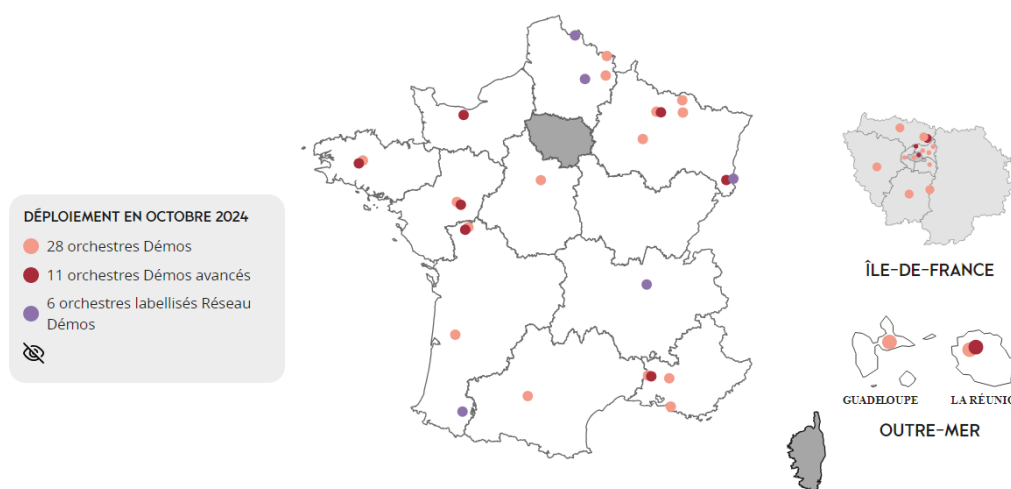 DÉPLOIEMENT EN OCTOBRE 2024
28 orchestres Démos
11 orchestres Démos avancés
6 orchestres labellisés Réseau
Démos
ÎLE-DE-FRANCE
GUADELOUPE
LA RÉUNIO
OUTRE-MER